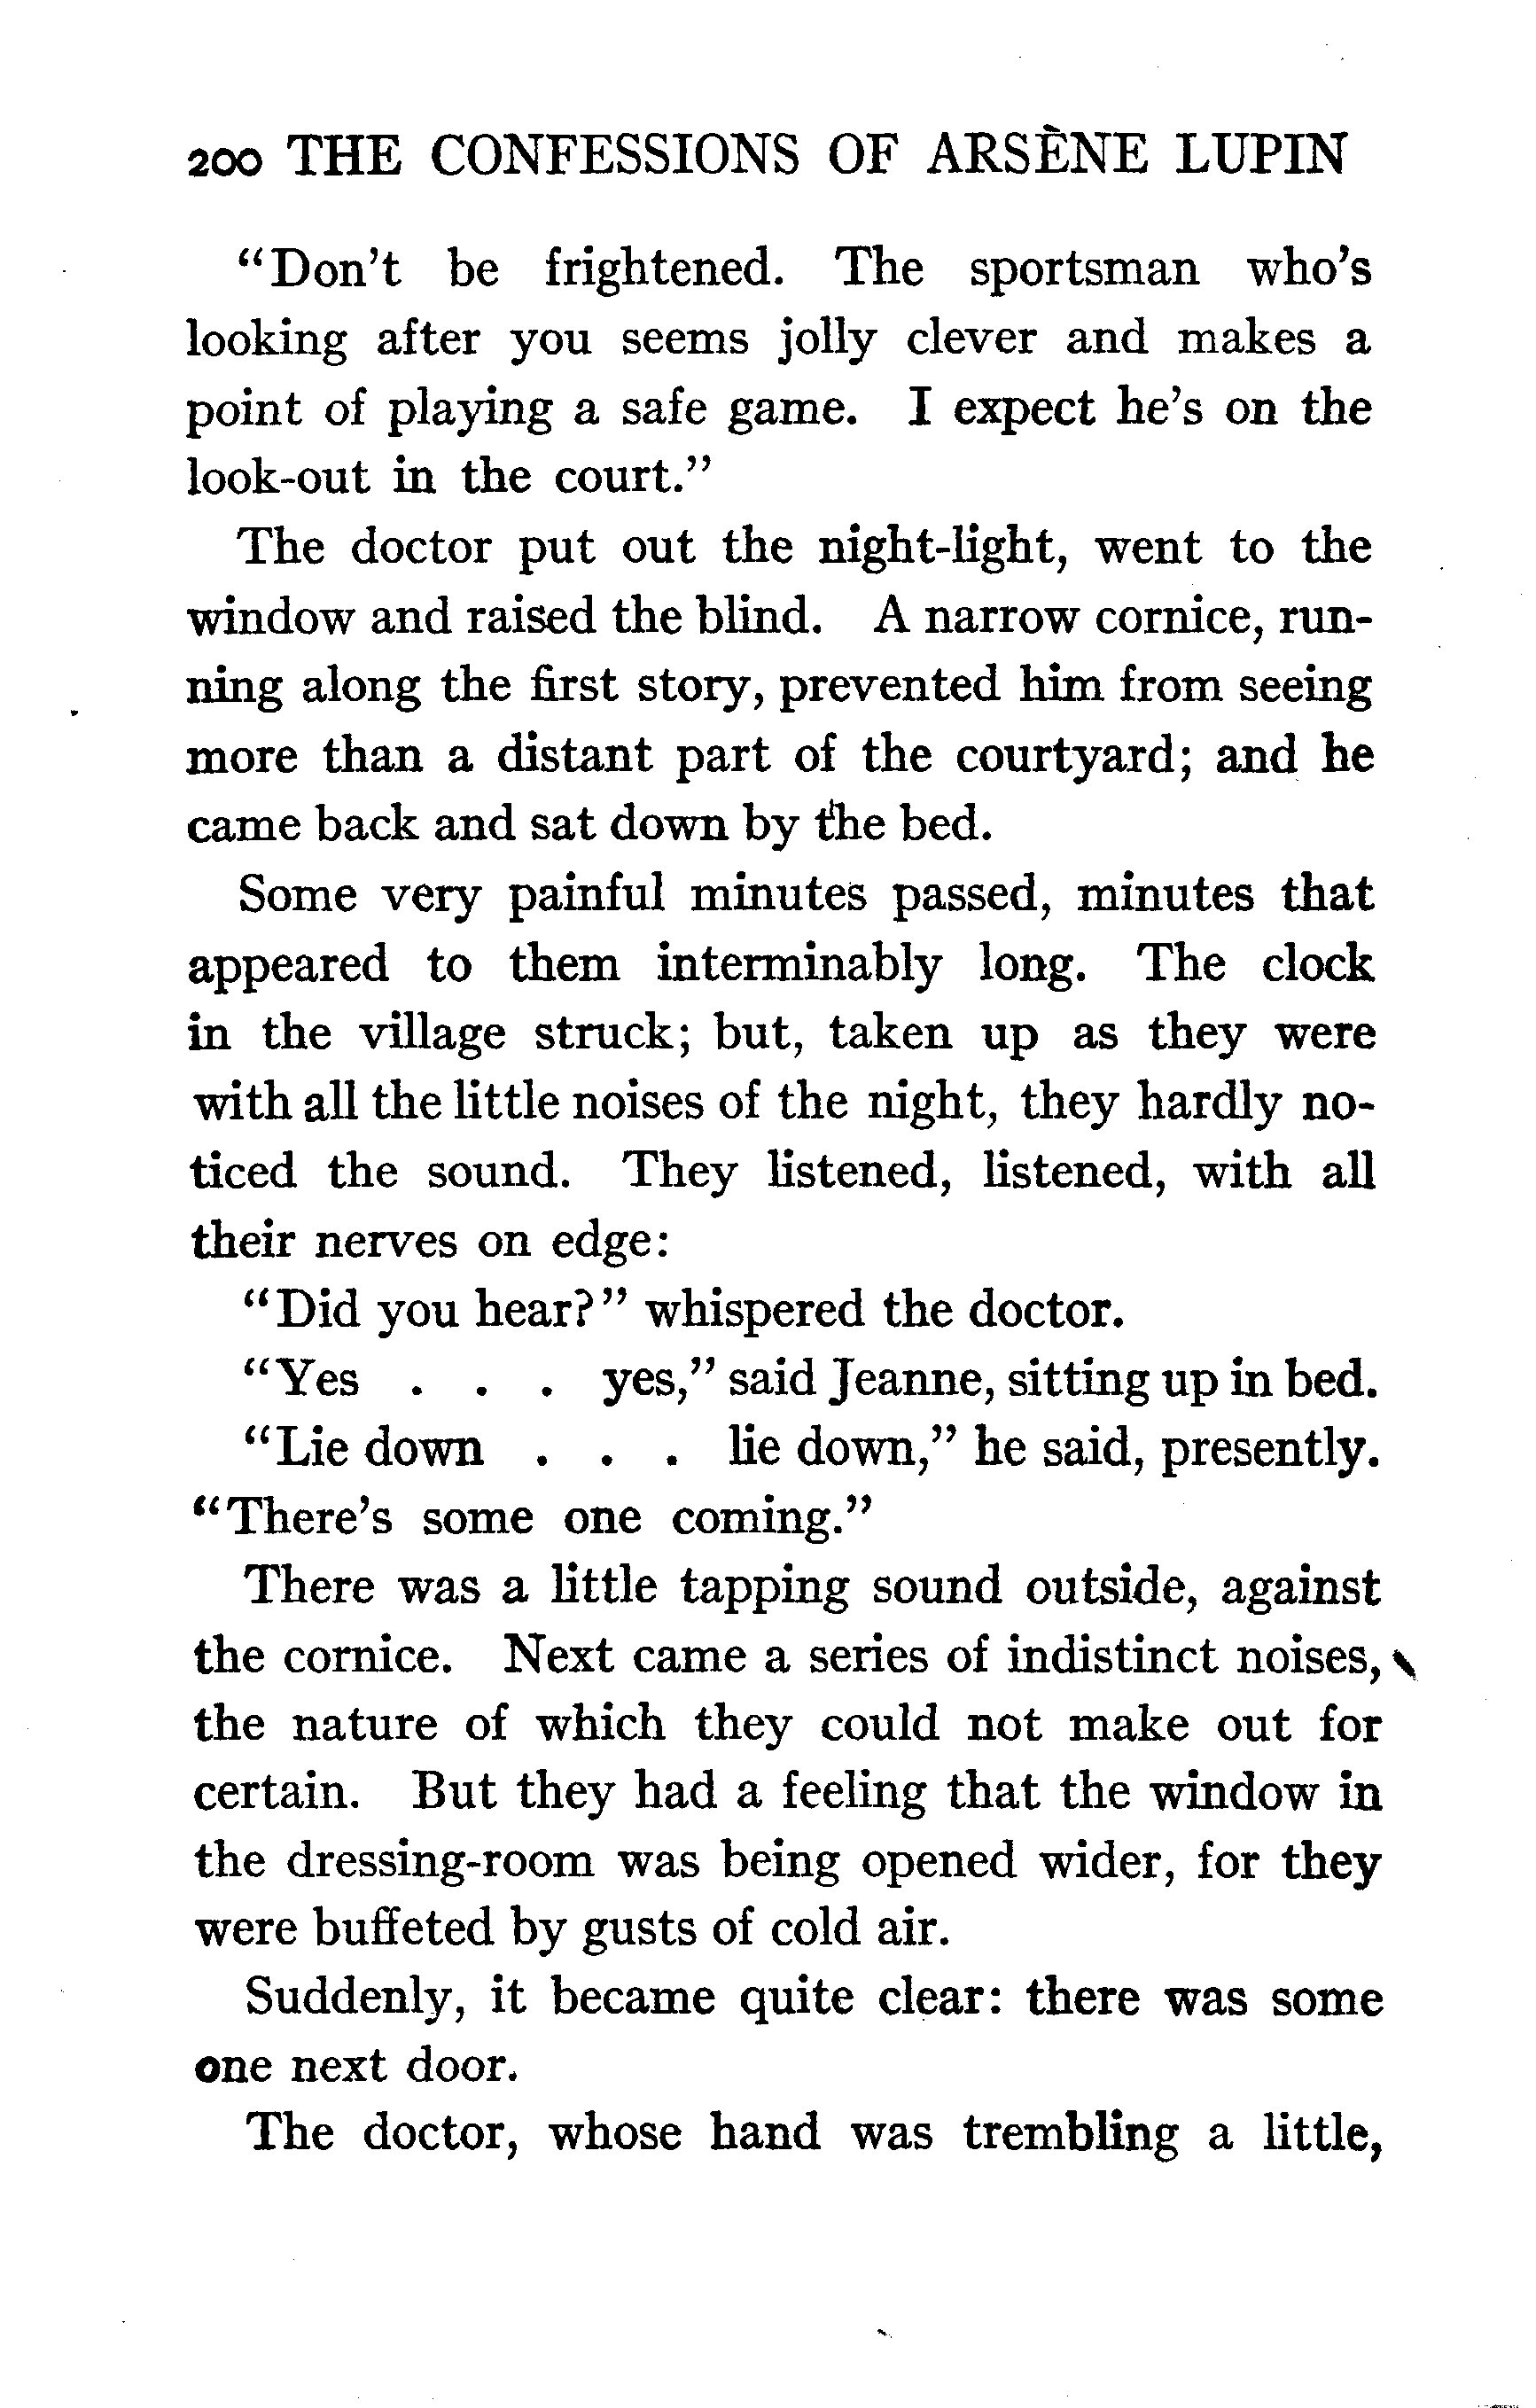 200 THE CONFESSIONS OF ARSÈNE LUPIN
"Don't be frightened. The sportsman who's
looking after you seems jolly clever and makes a
point of playing a safe game. I expect he's on the
look-out in the court."
The doctor put out the night-light, went to the
window and raised the blind. A narrow cornice, run-
ning along the first story, prevented him from seeing
more than a distant part of the courtyard; and he
came back and sat down by the bed.
Some very painful minutes passed, minutes that
appeared to them interminably long. The clock
in the village struck; but, taken up as they were
with all the little noises of the night, they hardly no-
ticed the sound. They listened, listened, with all
their nerves on edge:
"Did you hear?" whispered the doctor.
"Yes . . . yes," said Jeanne, sitting up in bed.
"Lie down . . . lie down," he said, presently.
"There's some one coming."
There was a little tapping sound outside, against
the cornice. Next came a series of indistinct noises,
the nature of which they could not make out for
certain. But they had a feeling that the window in
the dressing-room was being opened wider, for they
were buffeted by gusts of cold air.
Suddenly, it became quite clear: there was some
one next door.
The doctor, whose hand was trembling a little,